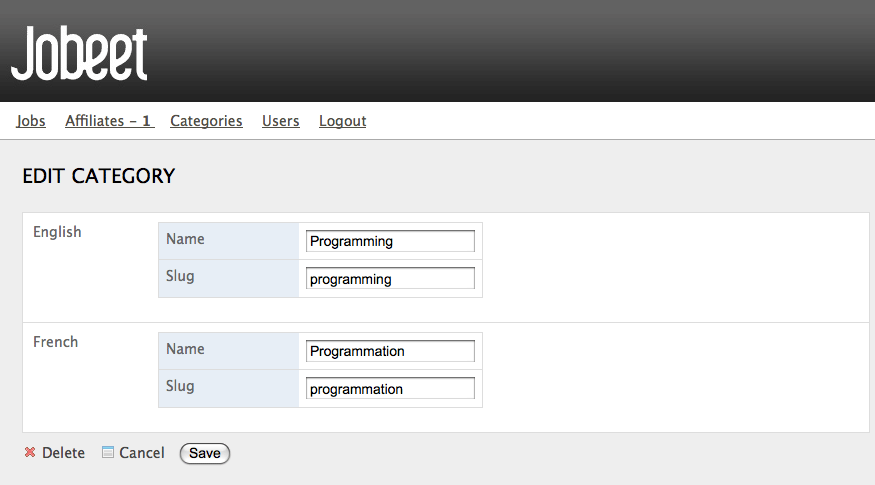 Jobeet
Jobs Affiliates – 1 Categories Users Logout
EDIT CATEGORY
English
Name Programming
Slug programming
French
Name Programmation
Slug programmation
Delete Cancel Save